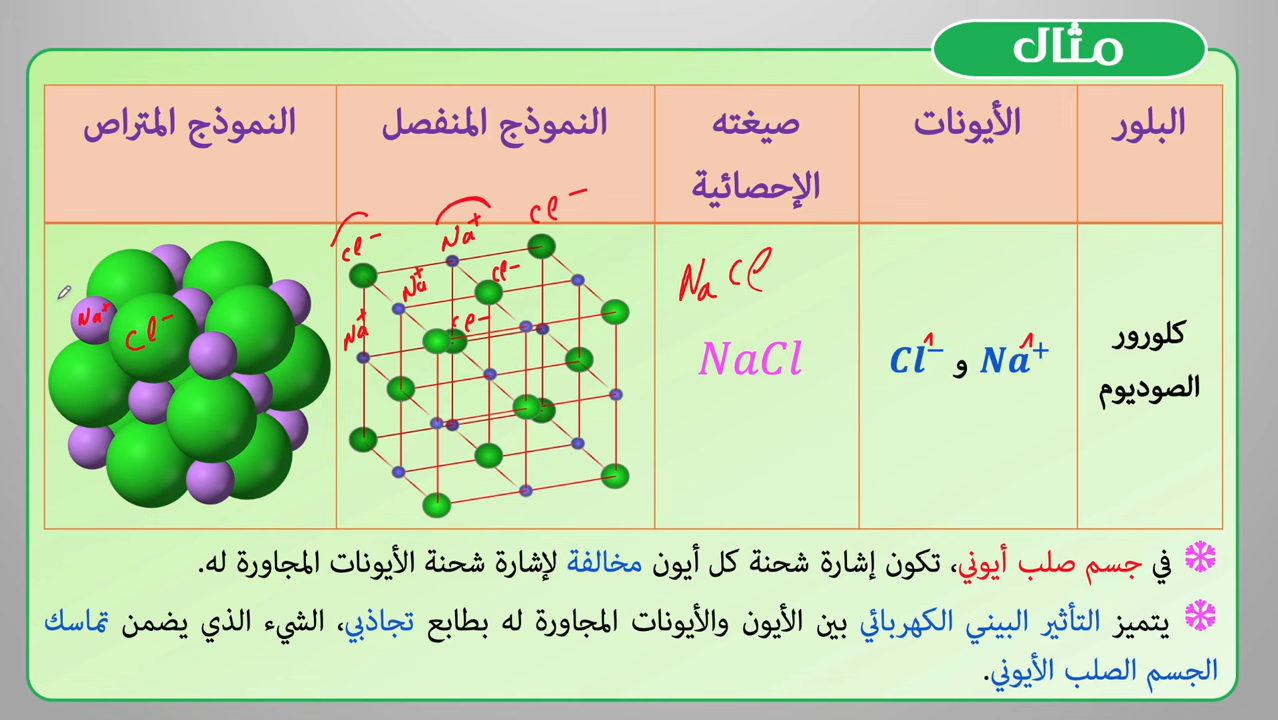 مثال
البلور
الأيونات
صيغته
الإحصائية
النموذج المنفصل
النموذج المتراص
كلورور
الصوديوم
Na⁺ و Cl⁻
Na Cl
NaCl
Cl⁻
Na⁺
Cl⁻
Na⁺
Cl⁻
Na⁺
Cl⁻
Na⁺
Cl⁻
في جسم صلب أيوني، تكون إشارة شحنة كل أيون مخالفة لإشارة شحنة الأيونات المجاورة له.
يتميز التأثير البيني الكهربائي بين الأيون والأيونات المجاورة له بطابع تجاذبي، الشيء الذي يضمن تماسك
الجسم الصلب الأيوني.